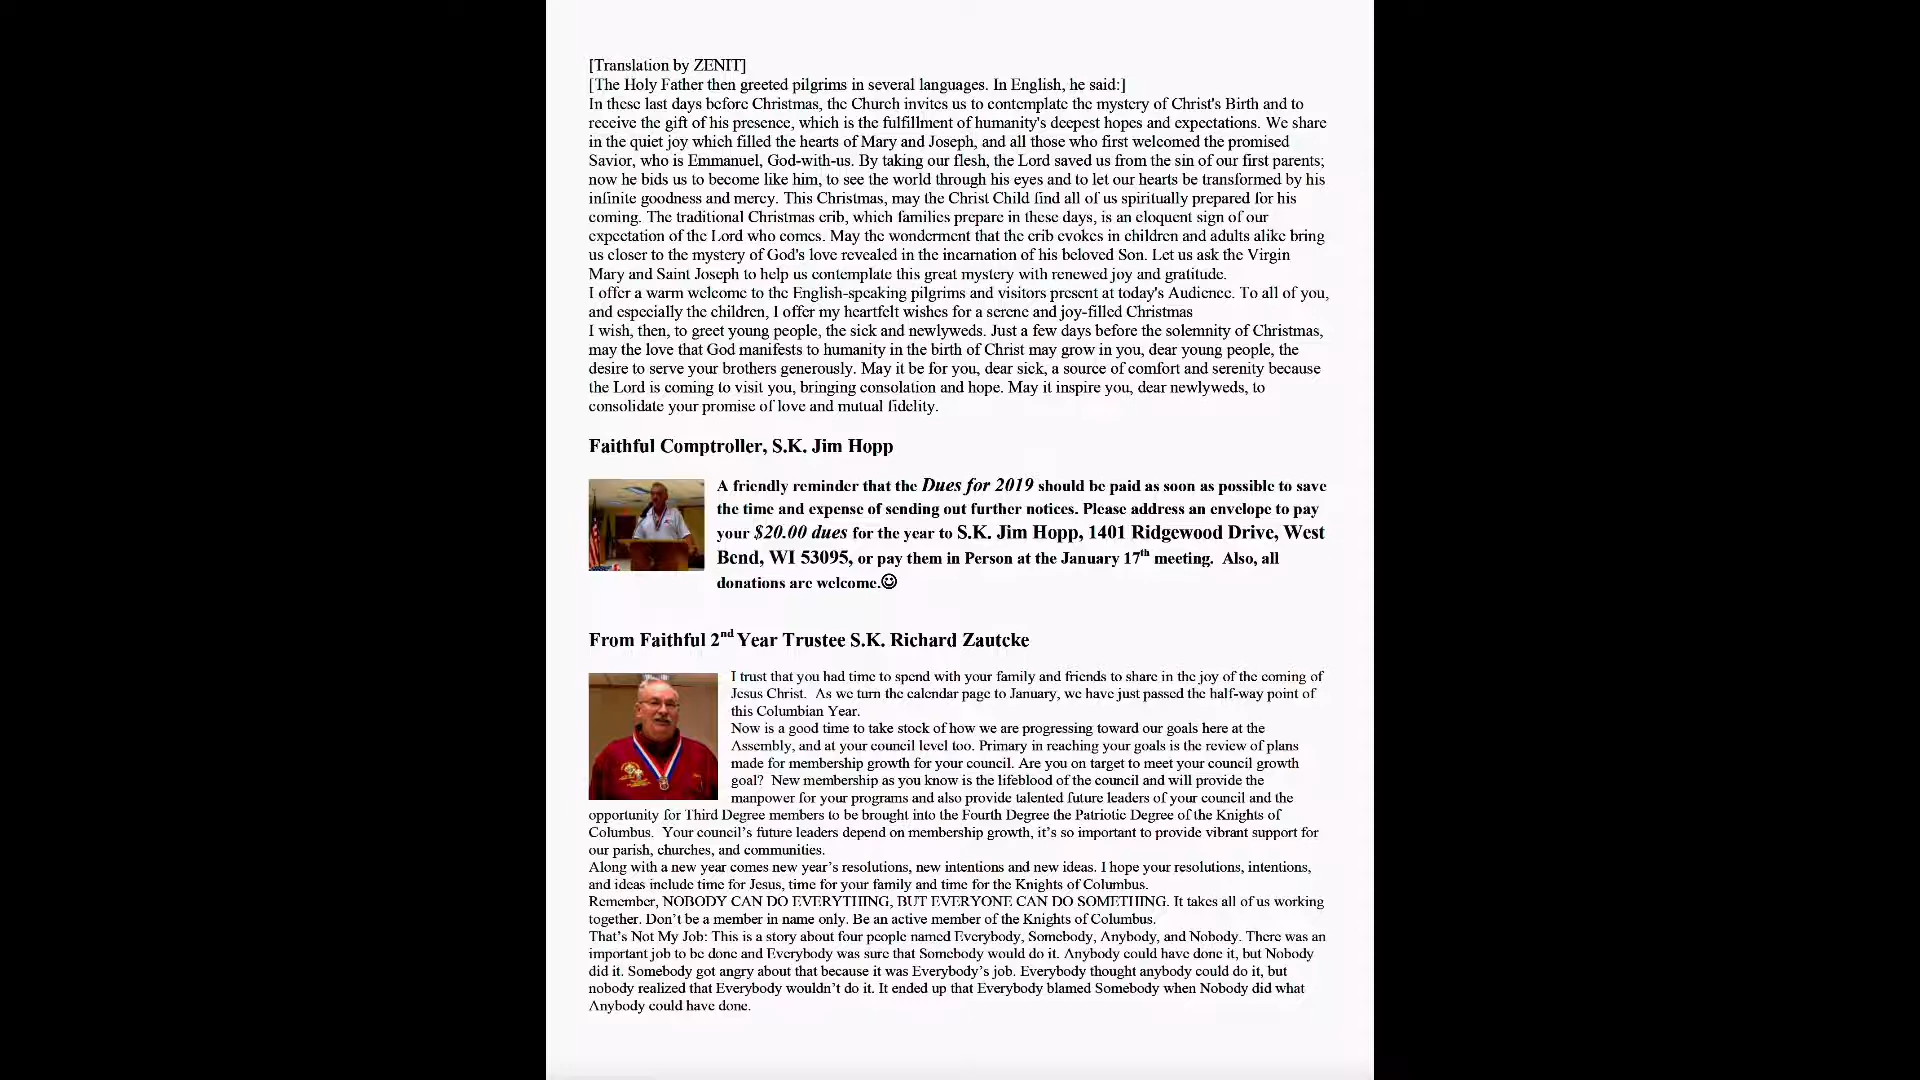 [Translation by ZENIT]
[The Holy Father then greeted pilgrims in several languages. In English, he said:]
In these last days before Christmas, the Church invites us to contemplate the mystery of Christ's Birth and to
receive the gift of his presence, which is the fulfillment of humanity's deepest hopes and expectations. We share
in the quiet joy which filled the hearts of Mary and Joseph, and all those who first welcomed the promised
Savior, who is Emmanuel, God-with-us. By taking our flesh, the Lord saved us from the sin of our first parents;
now he bids us to become like him, to see the world through his eyes and to let our hearts be transformed by his
infinite goodness and mercy. This Christmas, may the Christ Child find all of us spiritually prepared for his
coming. The traditional Christmas crib, which families prepare in these days, is an eloquent sign of our
expectation of the Lord who comes. May the wonderment that the crib evokes in children and adults alike bring
us closer to the mystery of God's love revealed in the incarnation of his beloved Son. Let us ask the Virgin
Mary and Saint Joseph to help us contemplate this great mystery with renewed joy and gratitude.
I offer a warm welcome to the English-speaking pilgrims and visitors present at today's Audience. To all of you,
and especially the children, I offer my heartfelt wishes for a serene and joy-filled Christmas
I wish, then, to greet young people, the sick and newlyweds. Just a few days before the solemnity of Christmas,
may the love that God manifests to humanity in the birth of Christ may grow in you, dear young people, the
desire to serve your brothers generously. May it be for you, dear sick, a source of comfort and serenity because
the Lord is coming to visit you, bringing consolation and hope. May it inspire you, dear newlyweds, to
consolidate your promise of love and mutual fidelity.
Faithful Comptroller, S.K. Jim Hopp
A friendly reminder that the Dues for 2019 should be paid as soon as possible to save
the time and expense of sending out further notices. Please address an envelope to pay
your $20.00 dues for the year to S.K. Jim Hopp, 1401 Ridgewood Drive, West
Bend, WI 53095, or pay them in Person at the January 17th meeting. Also, all
donations are welcome.☺
From Faithful 2nd Year Trustee S.K. Richard Zautcke
I trust that you had time to spend with your family and friends to share in the joy of the coming of
Jesus Christ. As we turn the calendar page to January, we have just passed the half-way point of
this Columbian Year.
Now is a good time to take stock of how we are progressing toward our goals here at the
Assembly, and at your council level too. Primary in reaching your goals is the review of plans
made for membership growth for your council. Are you on target to meet your council growth
goal? New membership as you know is the lifeblood of the council and will provide the
manpower for your programs and also provide talented future leaders of your council and the
opportunity for Third Degree members to be brought into the Fourth Degree the Patriotic Degree of the Knights of
Columbus. Your council's future leaders depend on membership growth, it's so important to provide vibrant support for
our parish, churches, and communities.
Along with a new year comes new year's resolutions, new intentions and new ideas. I hope your resolutions, intentions,
and ideas include time for Jesus, time for your family and time for the Knights of Columbus.
Remember, NOBODY CAN DO EVERYTHING, BUT EVERYONE CAN DO SOMETHING. It takes all of us working
together. Don't be a member in name only. Be an active member of the Knights of Columbus.
That's Not My Job: This is a story about four people named Everybody, Somebody, Anybody, and Nobody. There was an
important job to be done and Everybody was sure that Somebody would do it. Anybody could have done it, but Nobody
did it. Somebody got angry about that because it was Everybody's job. Everybody thought anybody could do it, but
nobody realized that Everybody wouldn't do it. It ended up that Everybody blamed Somebody when Nobody did what
Anybody could have done.